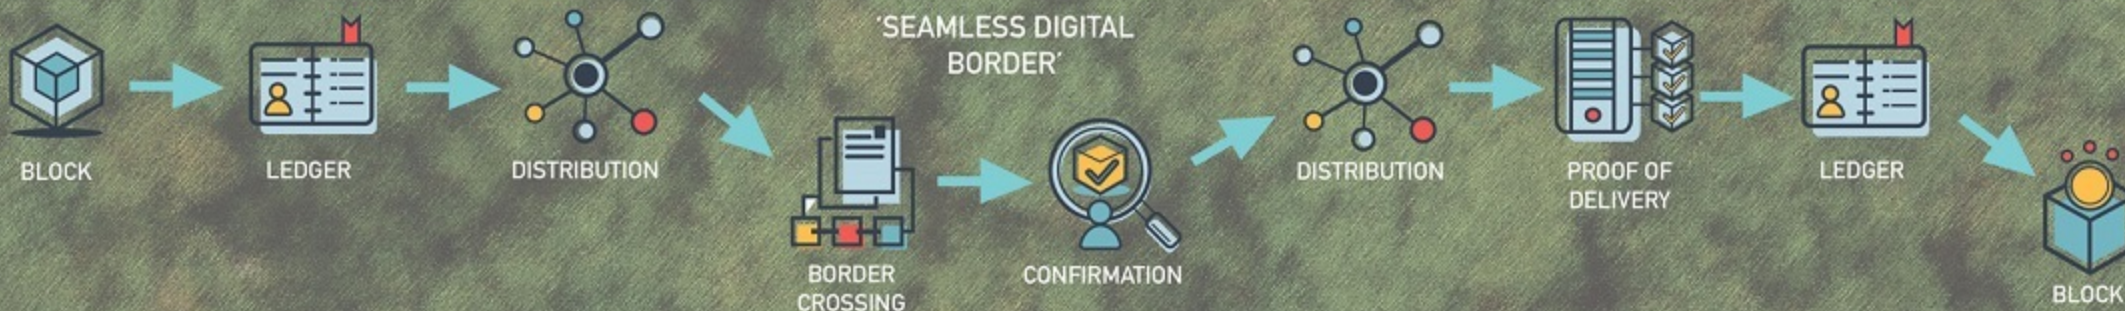 BLOCK
LEDGER
DISTRIBUTION
'SEAMLESS DIGITAL
BORDER'
BORDER
CROSSING
CONFIRMATION
DISTRIBUTION
PROOF OF
DELIVERY
LEDGER
BLOCK